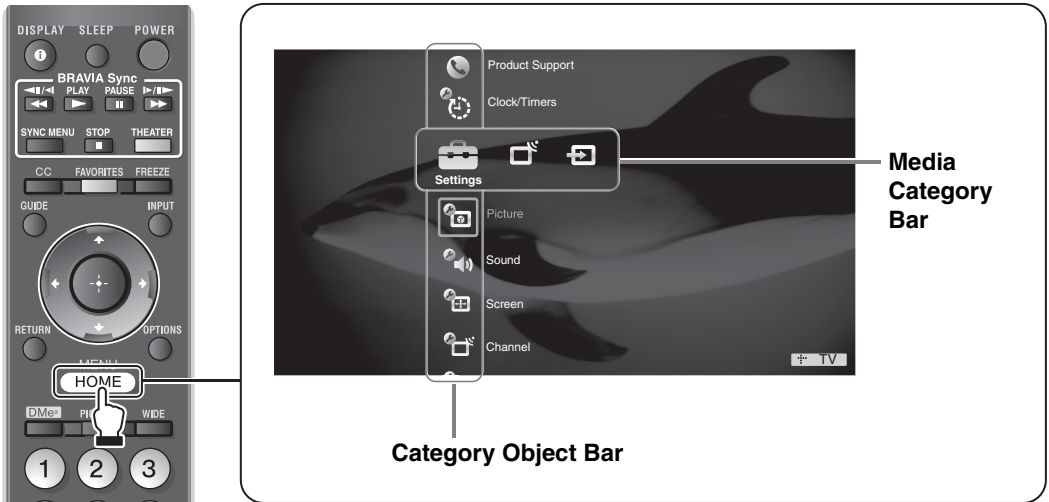 DISPLAY SLEEP POWER
BRAVIA Sync
PLAY PAUSE
SYNC MENU STOP THEATER
CC FAVORITES FREEZE
GUIDE INPUT
RETURN OPTIONS
MENU
HOME
DMex WIDE
1 2 3
Product Support
Clock/Timers
Settings
Picture
Sound
Screen
Channel
TV
Media
Category
Bar
Category Object Bar